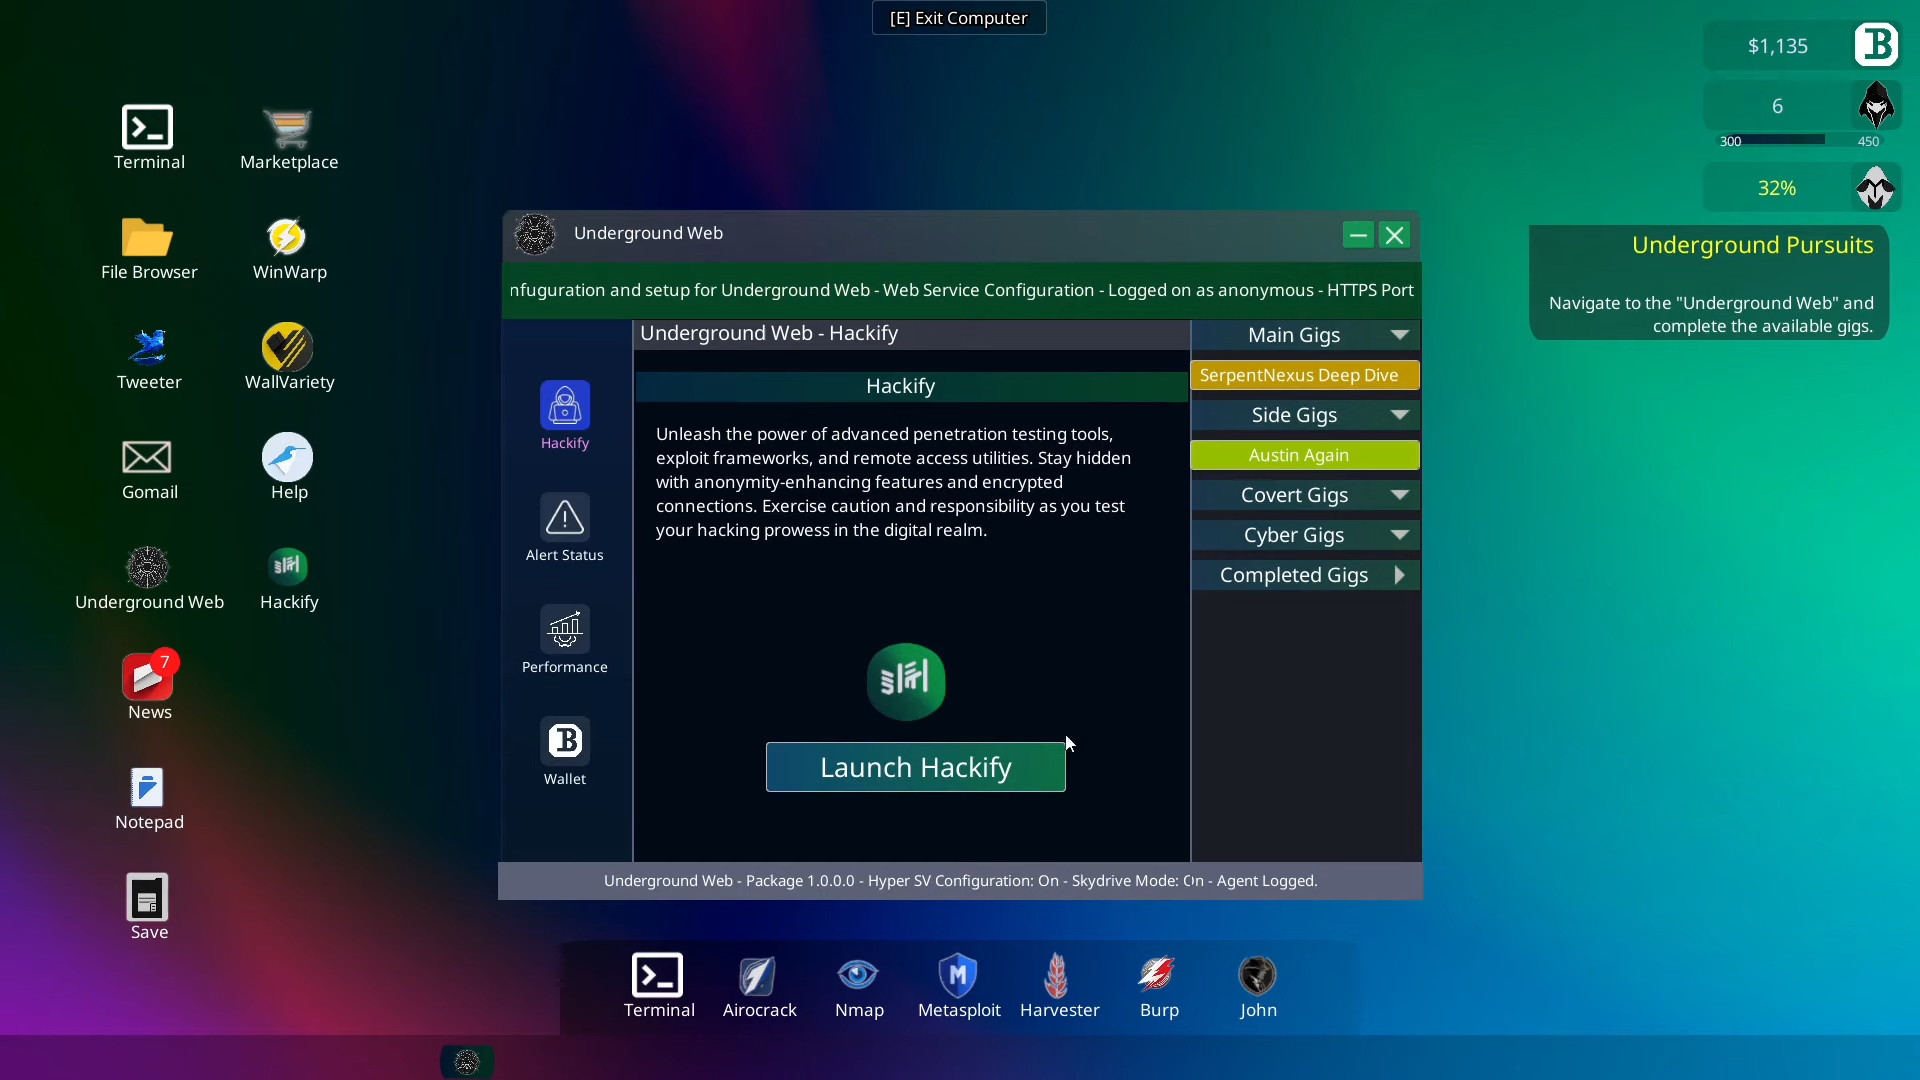 [E] Exit Computer
$1,135
6
300
450
32%
Underground Pursuits
Navigate to the "Underground Web" and
complete the available gigs.
Terminal
Marketplace
File Browser
WinWarp
Tweeter
WallVariety
Gomail
Help
Underground Web
Hackify
7
News
Notepad
Save
Underground Web
nfuguration and setup for Underground Web - Web Service Configuration - Logged on as anonymous - HTTPS Port
Hackify
Alert Status
Performance
Wallet
Underground Web - Hackify
Hackify
Unleash the power of advanced penetration testing tools,
exploit frameworks, and remote access utilities. Stay hidden
with anonymity-enhancing features and encrypted
connections. Exercise caution and responsibility as you test
your hacking prowess in the digital realm.
Launch Hackify
Main Gigs
SerpentNexus Deep Dive
Side Gigs
Austin Again
Covert Gigs
Cyber Gigs
Completed Gigs
Underground Web - Package 1.0.0.0 - Hyper SV Configuration: On - Skydrive Mode: On - Agent Logged.
Terminal
Airocrack
Nmap
Metasploit
Harvester
Burp
John